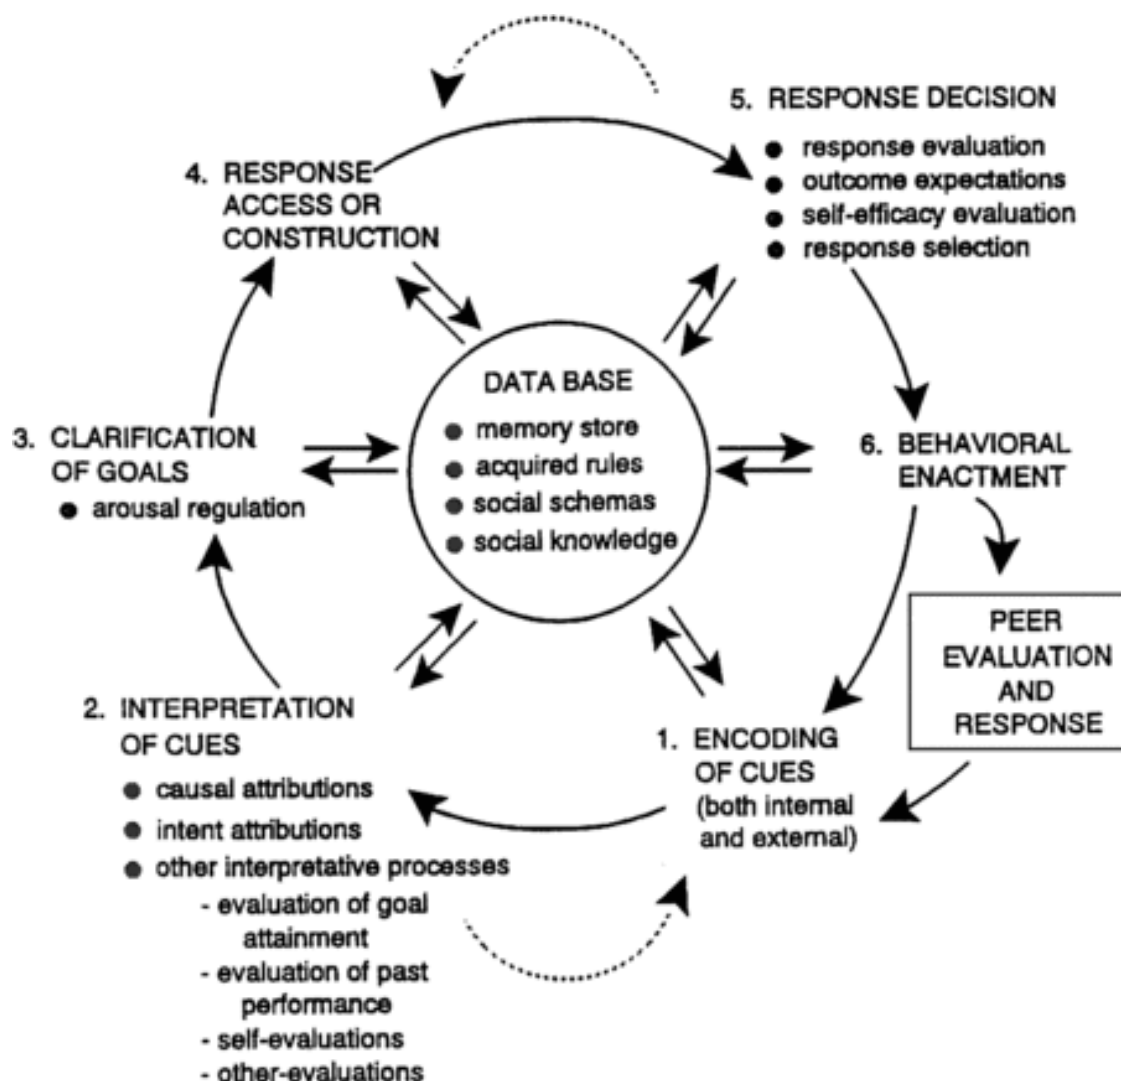 5. RESPONSE DECISION
● response evaluation
● outcome expectations
● self-efficacy evaluation
● response selection
4. RESPONSE
ACCESS OR
CONSTRUCTION
DATA BASE
● memory store
● acquired rules
● social schemas
● social knowledge
3. CLARIFICATION
OF GOALS
● arousal regulation
6. BEHAVIORAL
ENACTMENT
PEER
EVALUATION
AND
RESPONSE
2. INTERPRETATION
OF CUES
● causal attributions
● intent attributions
● other interpretative processes
- evaluation of goal
attainment
- evaluation of past
performance
- self-evaluations
- other-evaluations
1. ENCODING
OF CUES
(both internal
and external)